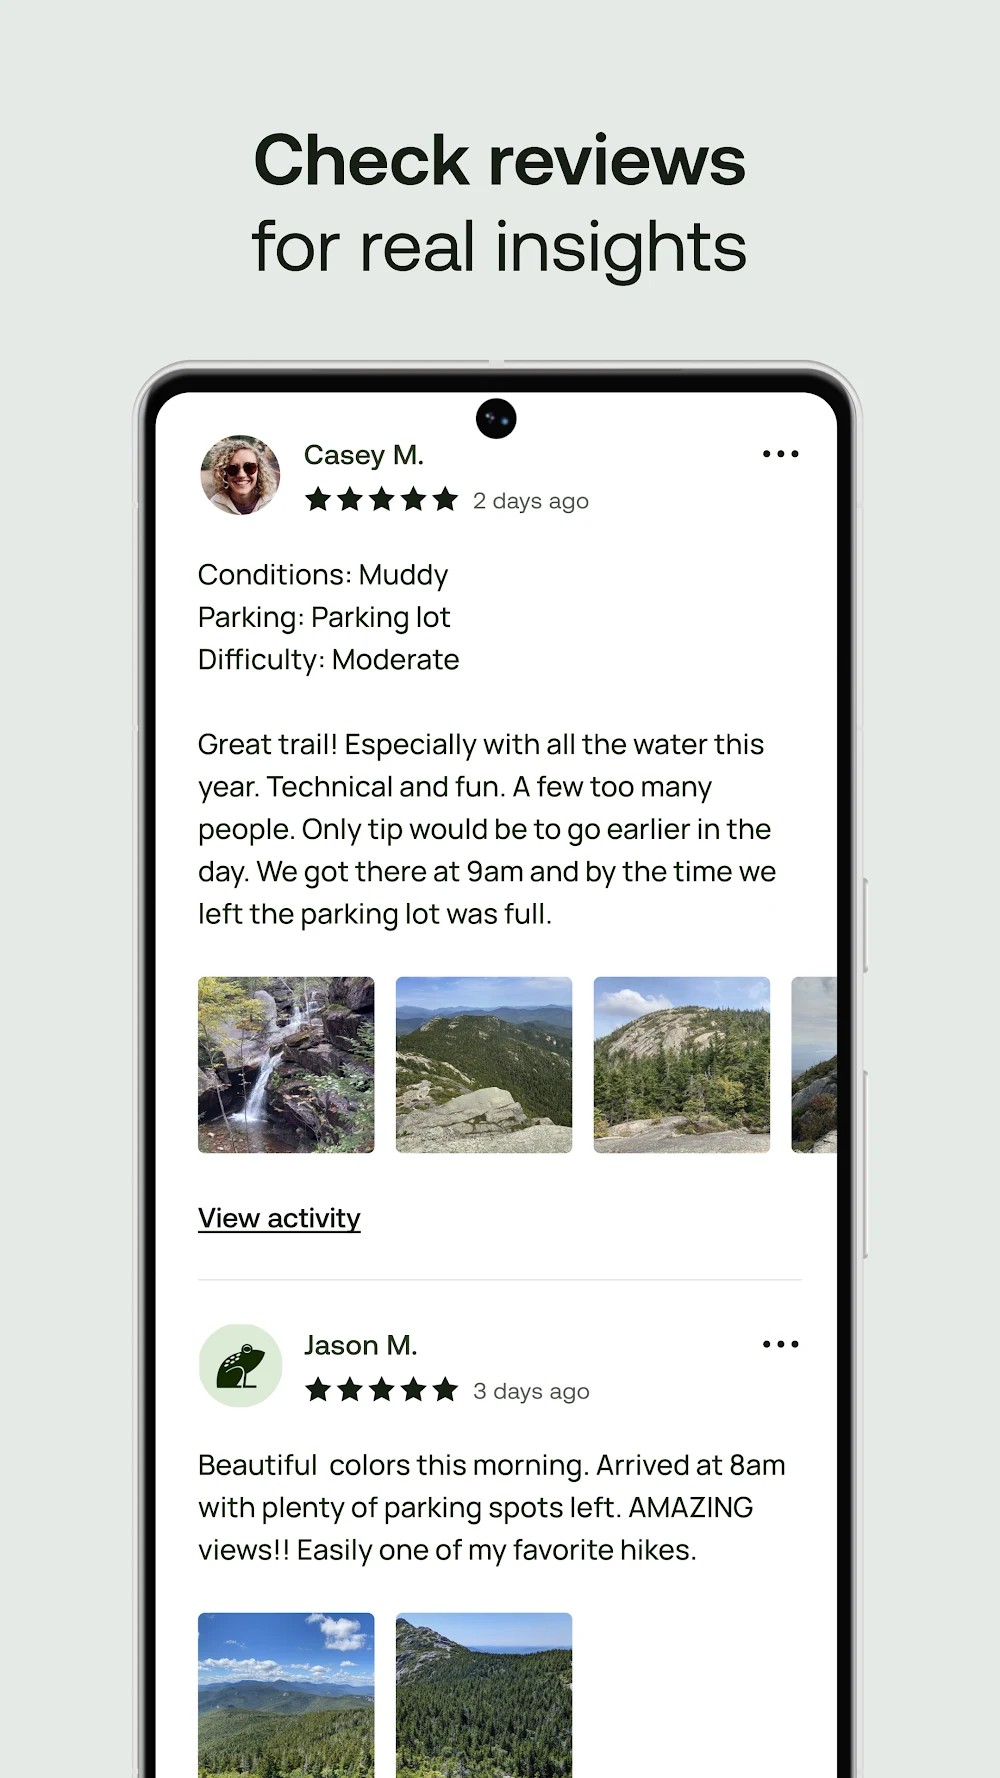 Check reviews
for real insights
Casey M.
2 days ago
Conditions: Muddy
Parking: Parking lot
Difficulty: Moderate
Great trail! Especially with all the water this
year. Technical and fun. A few too many
people. Only tip would be to go earlier in the
day. We got there at 9am and by the time we
left the parking lot was full.
View activity
Jason M.
3 days ago
Beautiful  colors this morning. Arrived at 8am
with plenty of parking spots left. AMAZING
views!! Easily one of my favorite hikes.